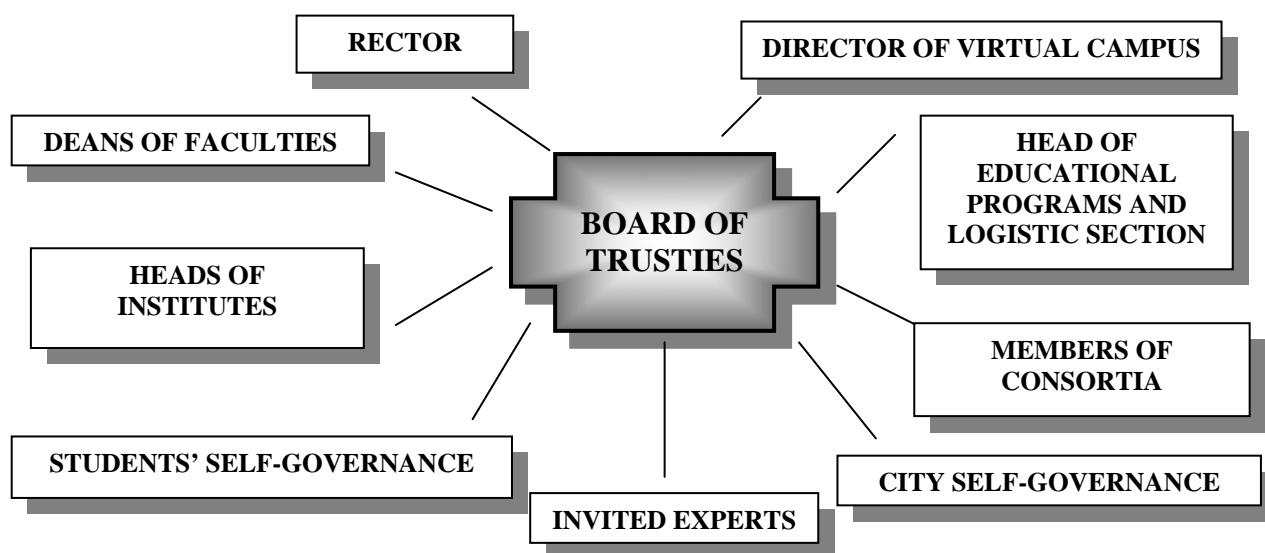 RECTOR
DIRECTOR OF VIRTUAL CAMPUS
DEANS OF FACULTIES
HEAD OF
EDUCATIONAL
PROGRAMS AND
LOGISTIC SECTION
BOARD OF
TRUSTIES
HEADS OF
INSTITUTES
MEMBERS OF
CONSORTIA
STUDENTS’ SELF-GOVERNANCE
CITY SELF-GOVERNANCE
INVITED EXPERTS